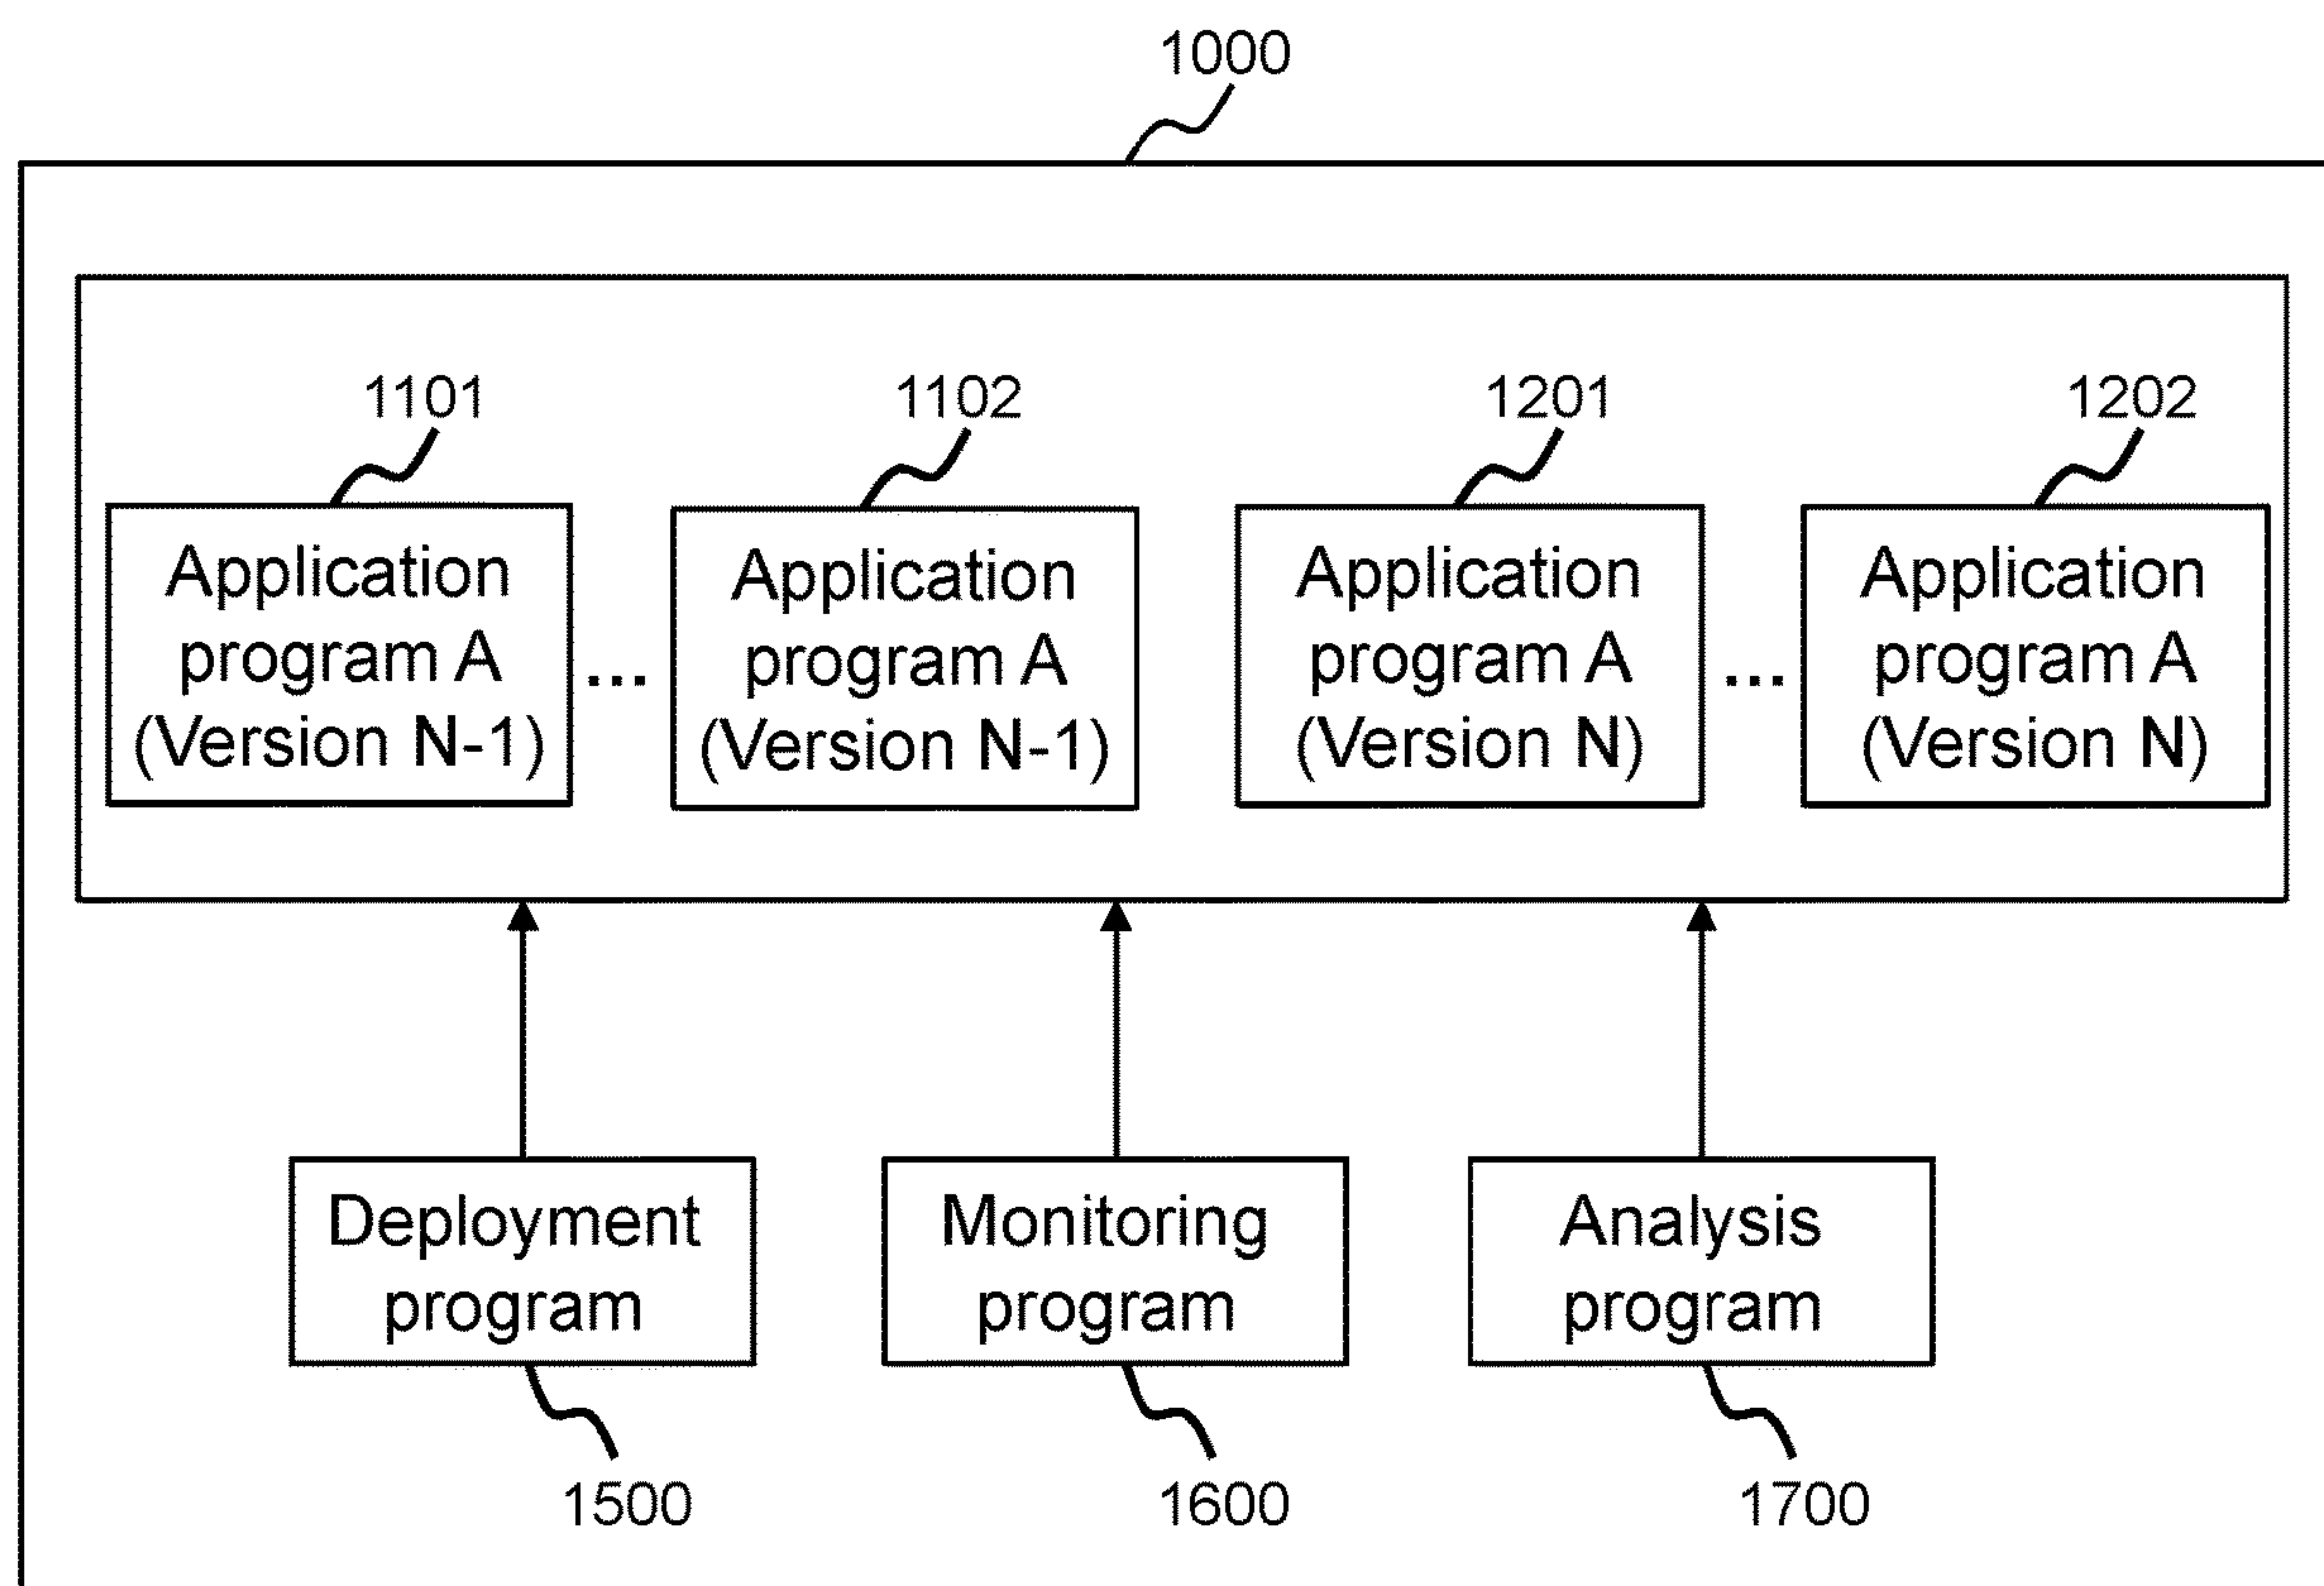 1000
1101
1102
1201
1202
Application
program A
(Version N-1)
...
Application
program A
(Version N-1)
Application
program A
(Version N)
...
Application
program A
(Version N)
Deployment
program
Monitoring
program
Analysis
program
1500
1600
1700